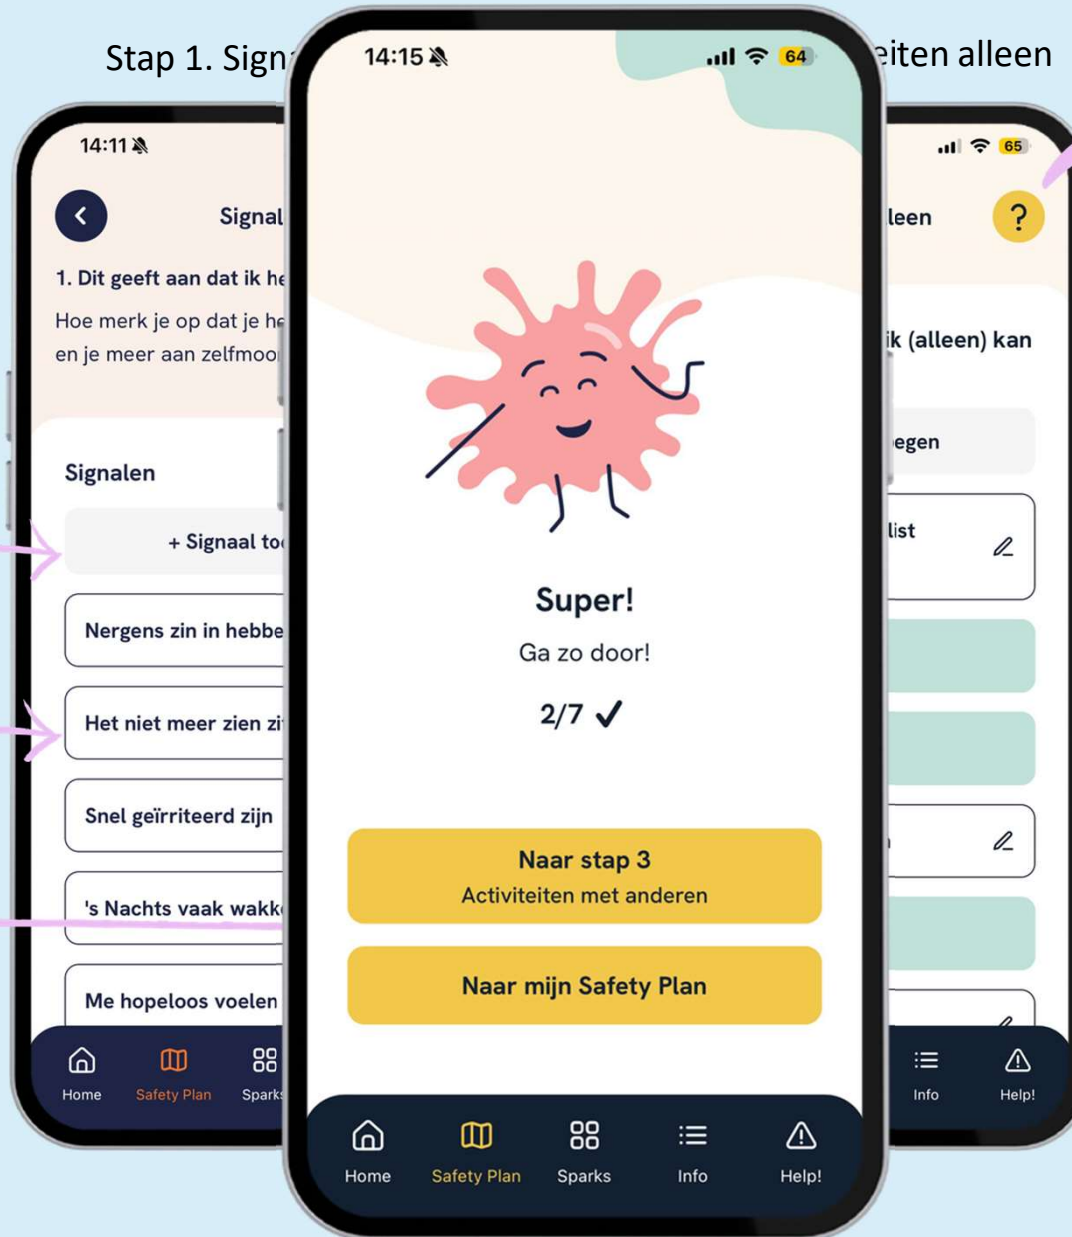 Stap 1. Signa
eiten alleen
14:11
Signal
1. Dit geeft aan dat ik he
Hoe merk je op dat je he
en je meer aan zelfmoo
Signalen
+ Signaal to
Nergens zin in hebbe
Het niet meer zien zi
Snel geïrriteerd zijn
's Nachts vaak wakk
Me hopeloos voelen
Home
Safety Plan
Spark
14:15
64
Super!
Ga zo door!
2/7 ✓
Naar stap 3
Activiteiten met anderen
Naar mijn Safety Plan
Home
Safety Plan
Sparks
Info
Help!
65
leen
?
ik (alleen) kan
egen
list
Info
Help!